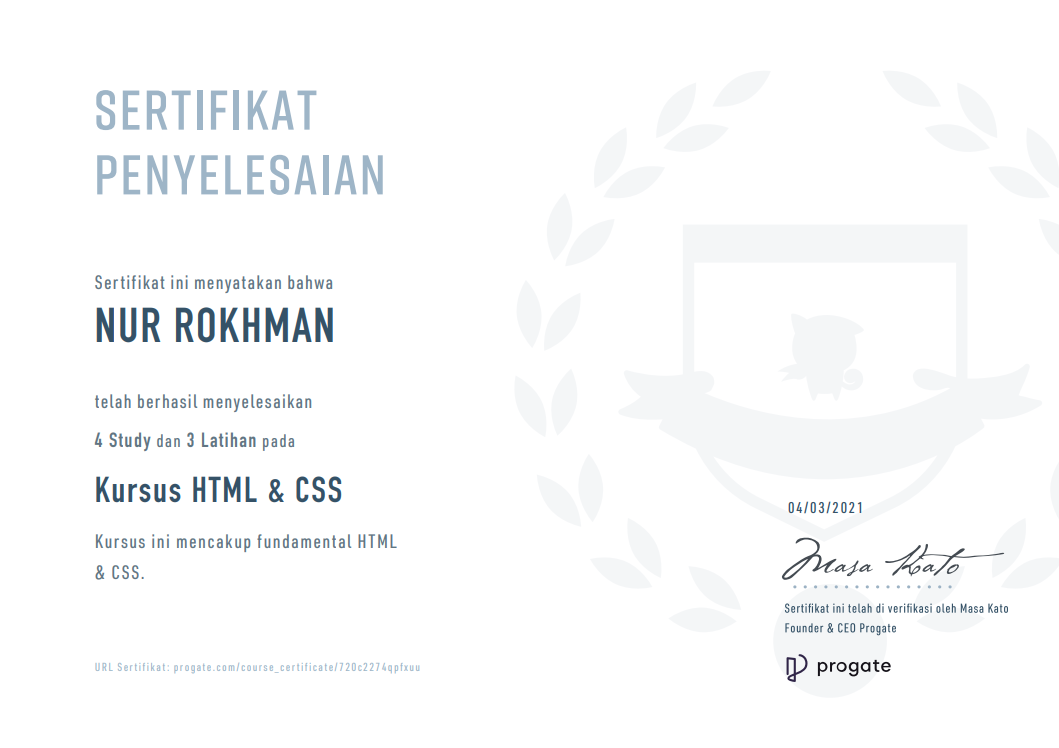 SERTIFIKAT
PENYELESAIAN
Sertifikat ini menyatakan bahwa
NUR ROKHMAN
telah berhasil menyelesaikan
4 Study dan 3 Latihan pada
Kursus HTML & CSS
Kursus ini mencakup fundamental HTML
& CSS.
URL Sertifikat: progate.com/course_certificate/720c2274qpfxuu
04/03/2021
Masa Kato
Sertifikat ini telah di verifikasi oleh Masa Kato
Founder & CEO Progate
progate